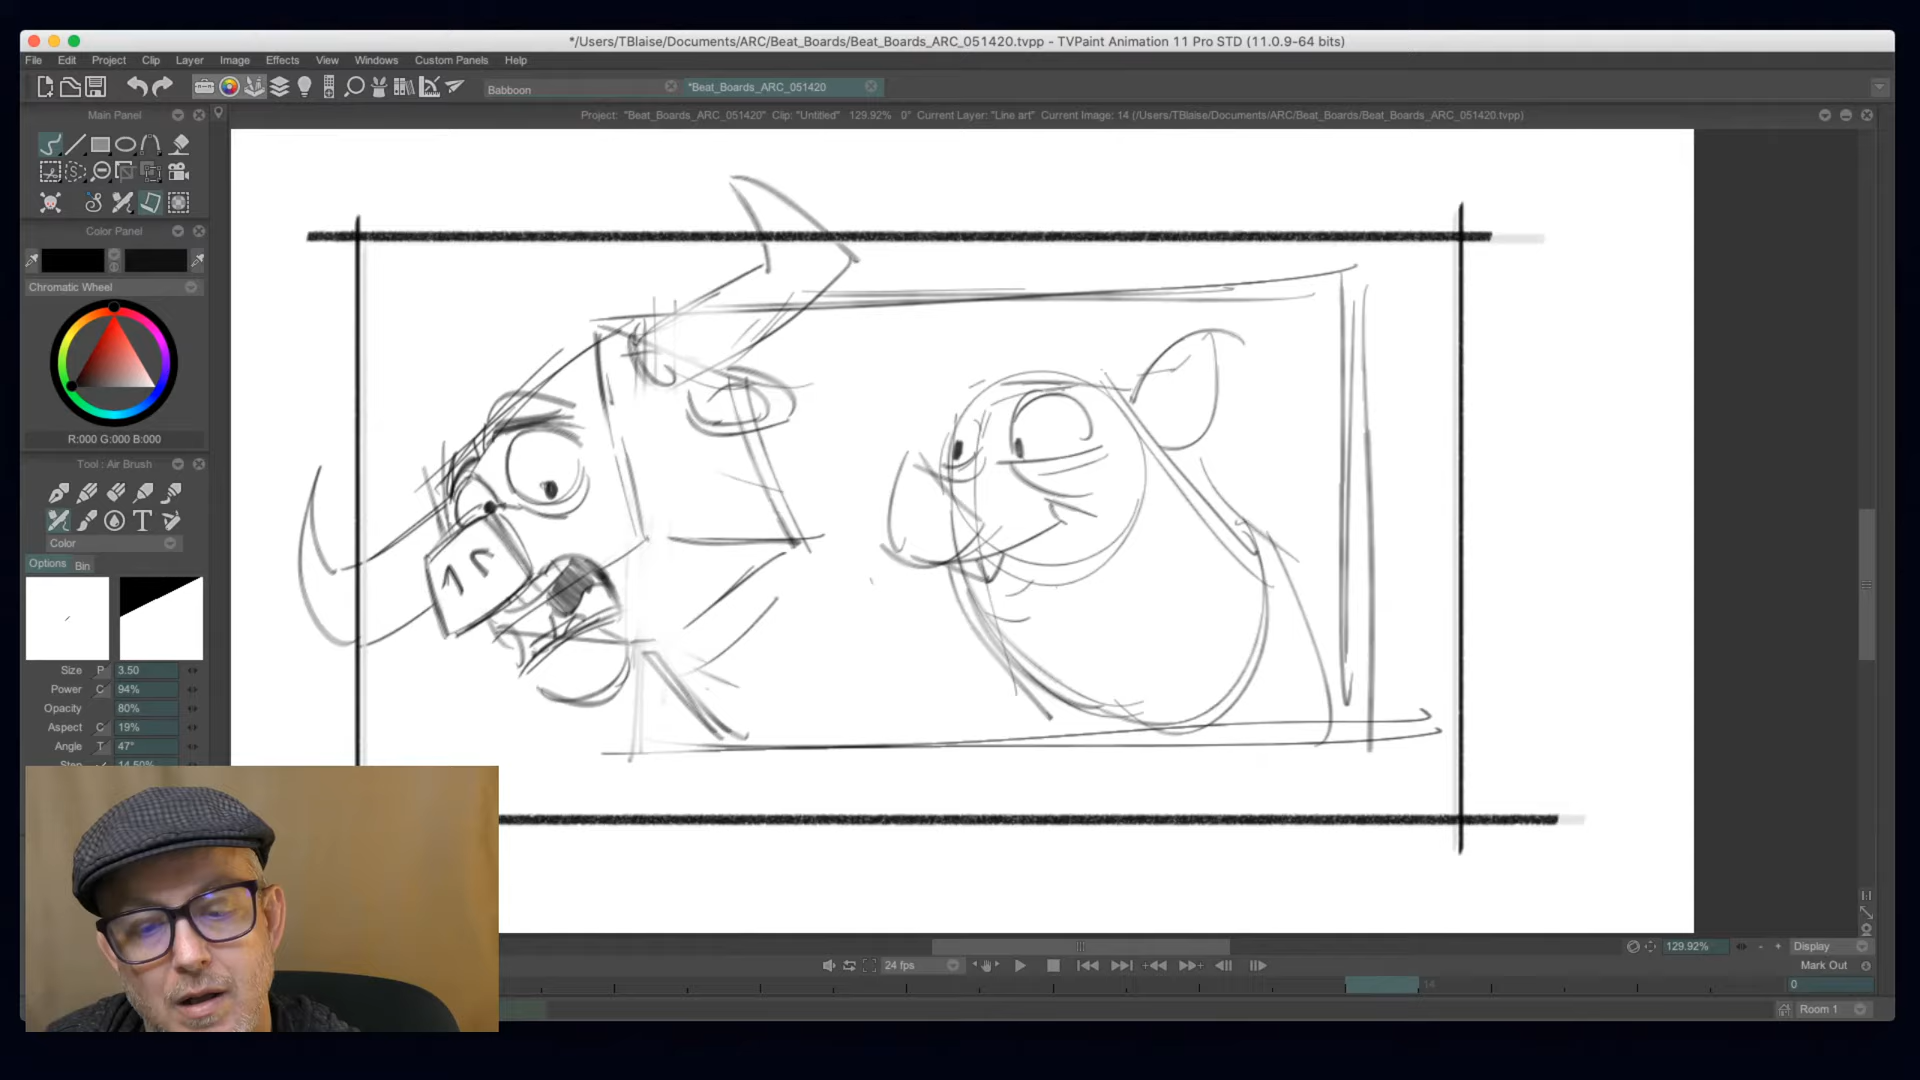 */Users/TBlaise/Documents/ARC/Beat_Boards/Beat_Boards_ARC_051420.tvpp - TVPaint Animation 11 Pro STD (11.0.9-64 bits)
File Edit Project Clip Layer Image Effects View Windows Custom Panels Help
Babboon *Beat_Boards_ARC_051420
Main Panel
Project: "Beat_Boards_ARC_051420" Clip: "Untitled" 129.92% 0° Current Layer: "Line art" Current Image: 14 (/Users/TBlaise/Documents/ARC/Beat_Boards/Beat_Boards_ARC_051420.tvpp)
Color Panel
Chromatic Wheel
R:000 G:000 B:000
Tool : Air Brush
T
Color
Options Bin
Size P 3.50
Power C 94%
Opacity 80%
Aspect C 19%
Angle T 47°
Step 14.50%
129.92% - + Display
24 fps Mark Out
14 0
Room 1